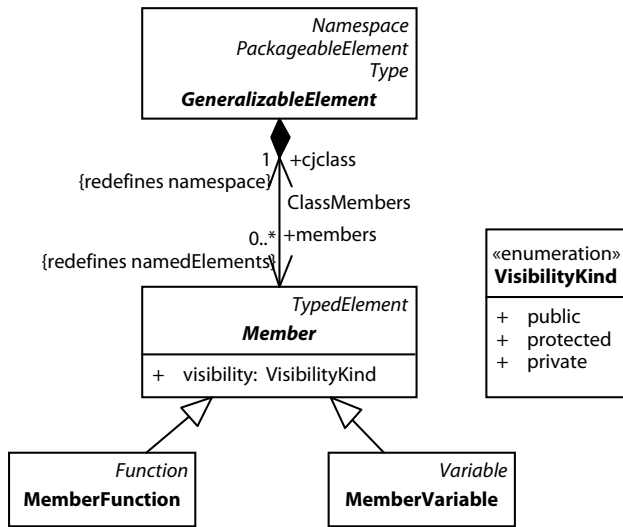 Namespace
PackageableElement
Type
GeneralizableElement
1 +cjclass
{redefines namespace}
ClassMembers
0..* +members
{redefines namedElements}
«enumeration»
VisibilityKind
+ public
+ protected
+ private
TypedElement
Member
+ visibility: VisibilityKind
Function
MemberFunction
Variable
MemberVariable